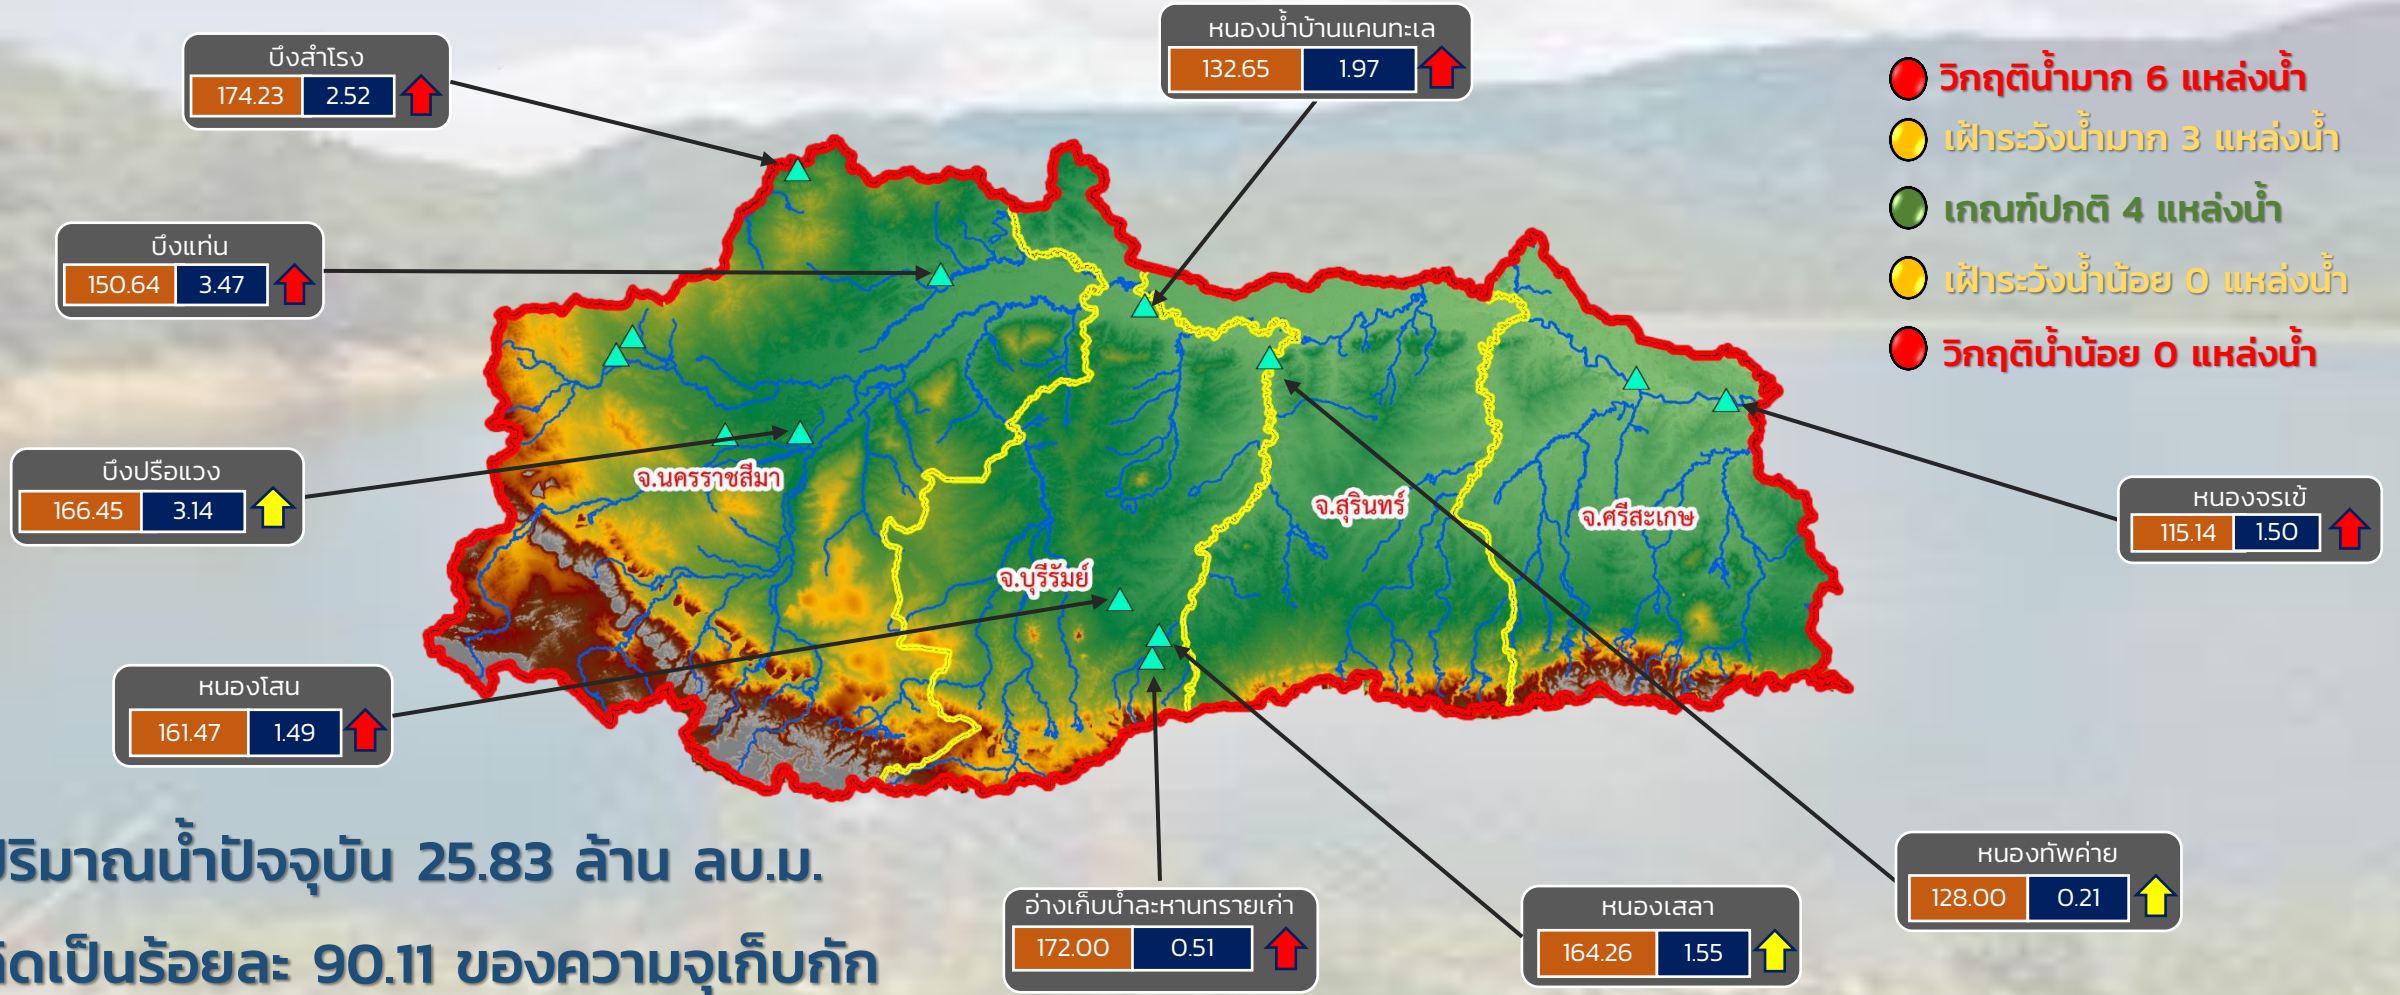 บึงสำโรง
174.23 2.52
หนองน้ำบ้านแคนทะเล
132.65 1.97
วิกฤติน้ำมาก 6 แหล่งน้ำ
เฝ้าระวังน้ำมาก 3 แหล่งน้ำ
เกณฑ์ปกติ 4 แหล่งน้ำ
เฝ้าระวังน้ำน้อย 0 แหล่งน้ำ
วิกฤติน้ำน้อย 0 แหล่งน้ำ
บึงแท่น
150.64 3.47
บึงปรือแวง
166.45 3.14
จ.นครราชสีมา
จ.สุรินทร์
จ.ศรีสะเกษ
จ.บุรีรัมย์
หนองจรเข้
115.14 1.50
หนองโสน
161.47 1.49
ปริมาณน้ำปัจจุบัน 25.83 ล้าน ลบ.ม.
คิดเป็นร้อยละ 90.11 ของความจุเก็บกัก
อ่างเก็บน้ำละหานทรายเก่า
172.00 0.51
หนองเสลา
164.26 1.55
หนองทัพค่าย
128.00 0.21